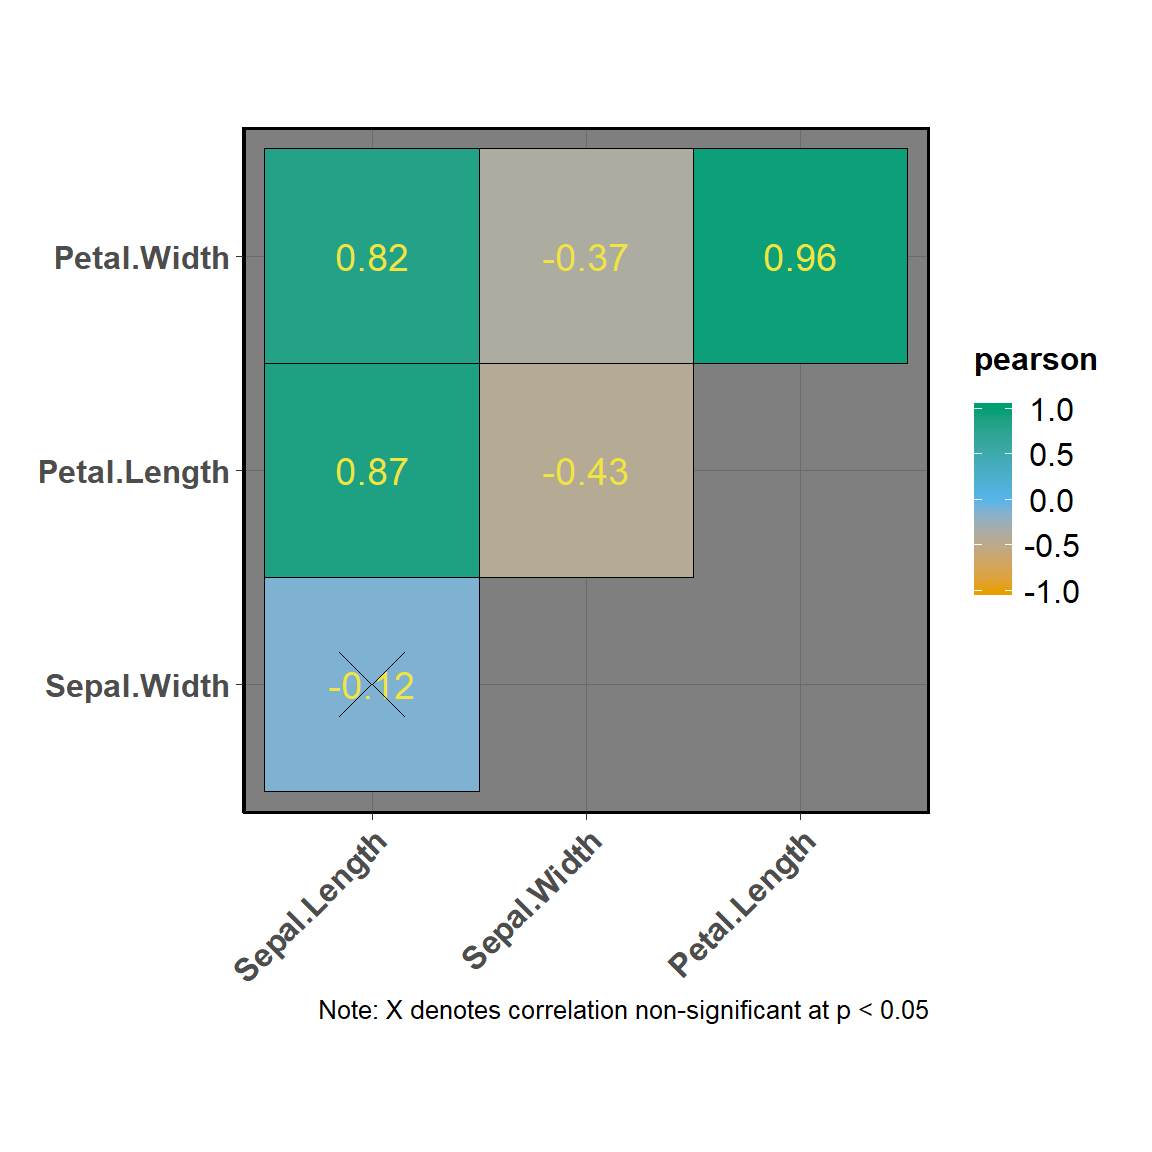 Petal.Width
0.82
-0.37
0.96
Petal.Length
0.87
-0.43
Sepal.Width
-0.12
Sepal.Length
Sepal.Width
Petal.Length
pearson
1.0
0.5
0.0
-0.5
-1.0
Note: X denotes correlation non-significant at p < 0.05